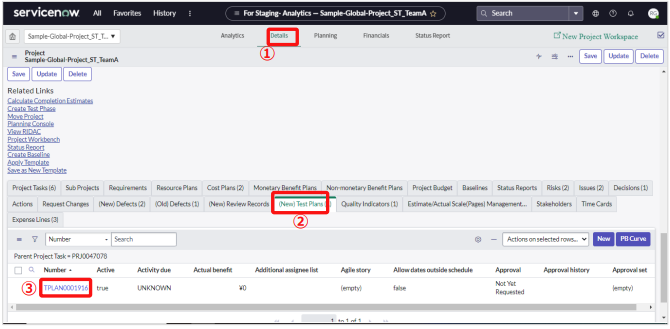 servicenow All Favorites History For Staging- Analytics – Sample-Global-Project_ST_TeamA Search
Sample-Global-Project_ST_T... Analytics Details Planning Financials Status Report New Project Workspace
①
Project
Sample-Global-Project_ST_TeamA Save Update Delete
Save Update Delete
Related Links
Calculate Completion Estimates
Create Test Phase
Move Project
Planning Console
View RIDAC
Project Workbench
Status Report
Create Baseline
Apply Template
Save as New Template
Project Tasks (6) Sub Projects Requirements Resource Plans Cost Plans (2) Monetary Benefit Plans Non-monetary Benefit Plans Project Budget Baselines Status Reports Risks (2) Issues (2) Decisions (1)
Actions Request Changes (New) Defects (2) (Old) Defects (1) (New) Review Records (New) Test Plans Quality Indicators (1) Estimate/Actual Scale(Pages) Management... Stakeholders Time Cards
②
Expense Lines (3)
Number Search Actions on selected rows... New PB Curve
Parent Project Task = PRJ0047078
Number Active Activity due Actual benefit Additional assignee list Agile story Allow dates outside schedule Approval Approval history Approval set
③ TPLAN0001916 true UNKNOWN ¥0 (empty) false Not Yet Requested (empty)
1 to 1 of 1